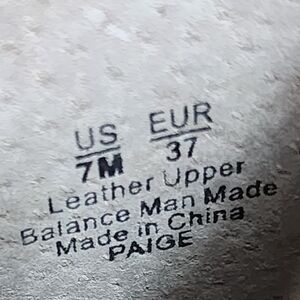 US EUR
7M 37
Leather Upper
Balance Man Made
Made in China
PAIGE